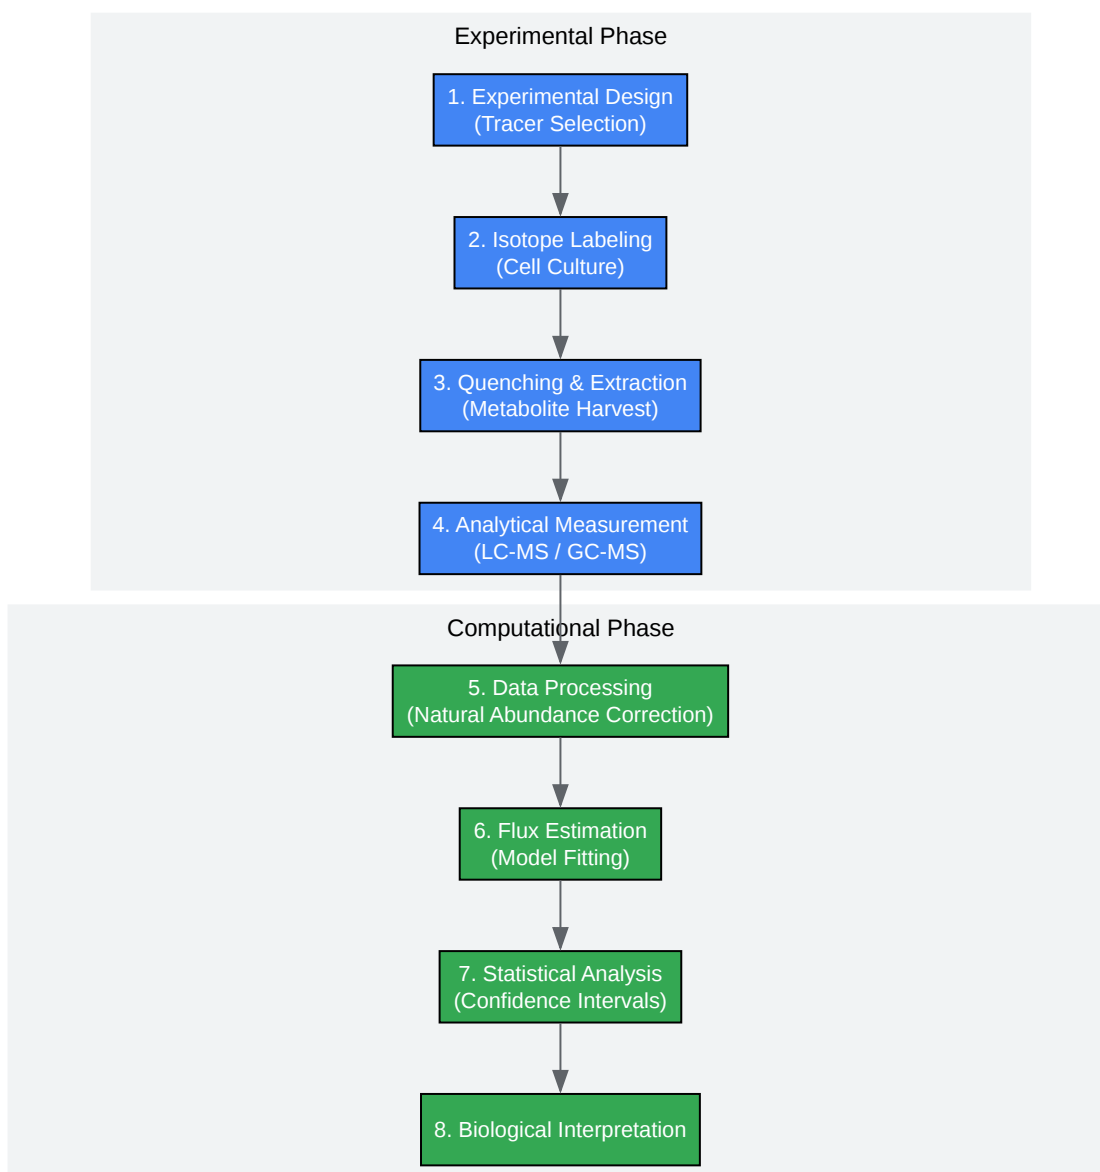 Experimental Phase
1. Experimental Design
(Tracer Selection)
2. Isotope Labeling
(Cell Culture)
3. Quenching & Extraction
(Metabolite Harvest)
4. Analytical Measurement
(LC-MS / GC-MS)
Computational Phase
5. Data Processing
(Natural Abundance Correction)
6. Flux Estimation
(Model Fitting)
7. Statistical Analysis
(Confidence Intervals)
8. Biological Interpretation